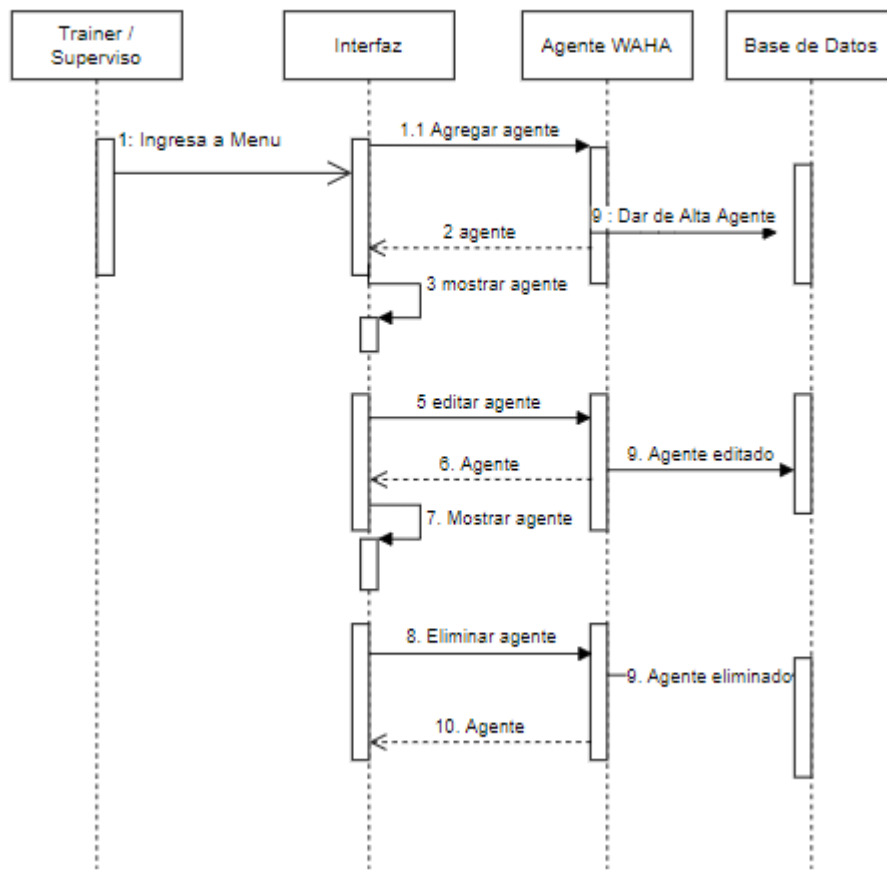 Trainer /
Superviso
Interfaz
Agente WAHA
Base de Datos
1: Ingresa a Menu
1.1 Agregar agente
9 : Dar de Alta Agente
2 agente
3 mostrar agente
5 editar agente
9. Agente editado
6. Agente
7. Mostrar agente
8. Eliminar agente
9. Agente eliminado
10. Agente